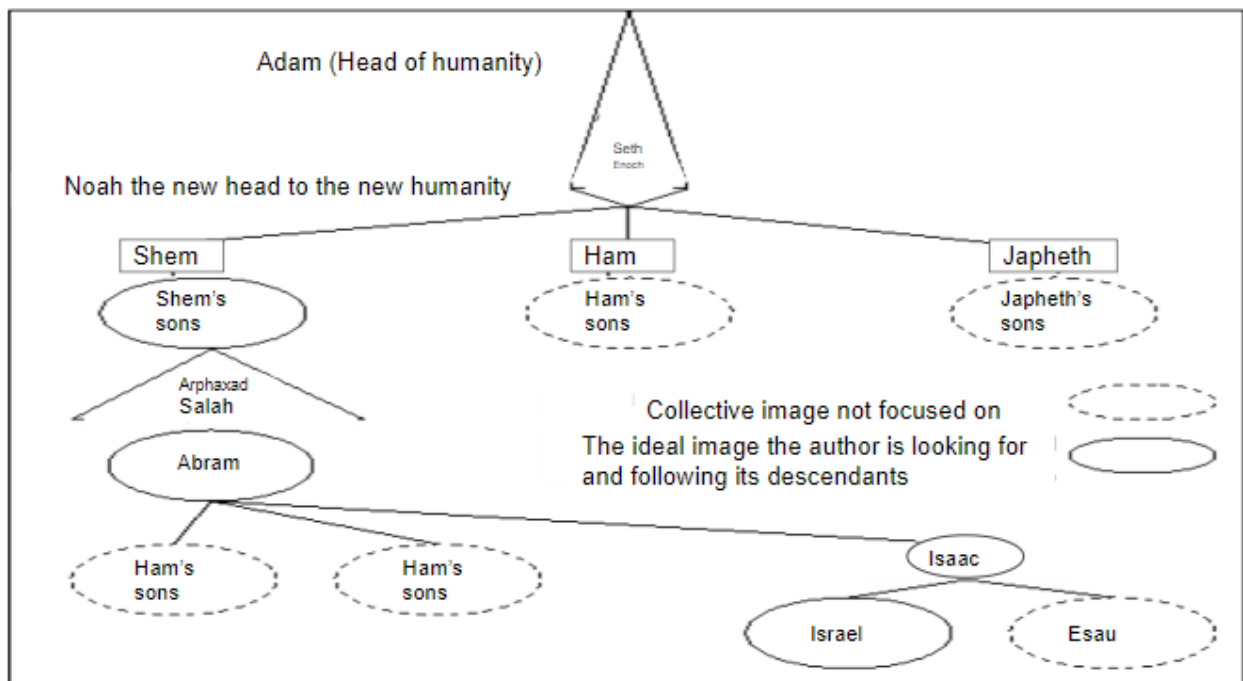 Adam (Head of humanity)
Seth
Enoch
Noah the new head to the new humanity
Shem
Ham
Japheth
Shem’s
sons
Ham’s
sons
Japheth’s
sons
Arphaxad
Salah
Collective image not focused on
The ideal image the author is looking for
and following its descendants
Abram
Ham’s
sons
Ham’s
sons
Isaac
Israel
Esau